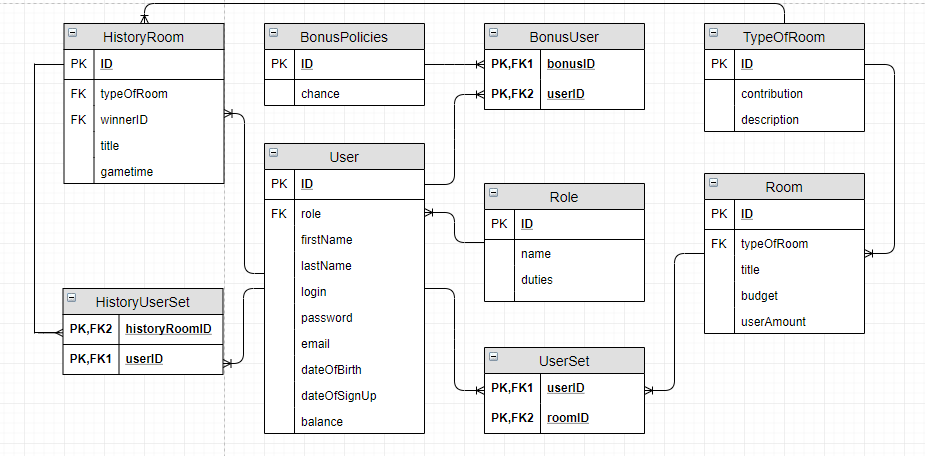 HistoryRoom
PK ID
FK typeOfRoom
FK winnerID
title
gametime
BonusPolicies
PK ID
chance
BonusUser
PK,FK1 bonusID
PK,FK2 userID
TypeOfRoom
PK ID
contribution
description
User
PK ID
FK role
firstName
lastName
login
password
email
dateOfBirth
dateOfSignUp
balance
Role
PK ID
name
duties
Room
PK ID
FK typeOfRoom
title
budget
userAmount
HistoryUserSet
PK,FK2 historyRoomID
PK,FK1 userID
UserSet
PK,FK1 userID
PK,FK2 roomID